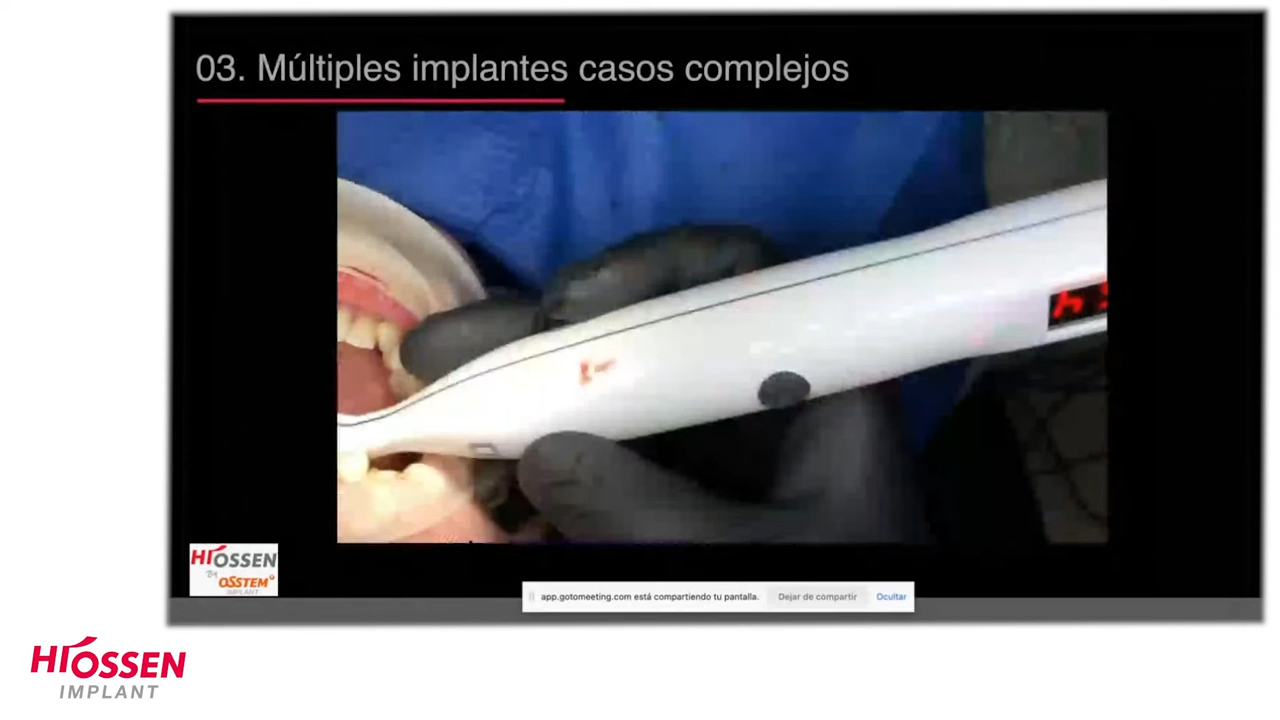 03. Múltiples implantes casos complejos
HIOSSEN
By
OSSTEM
IMPLANT
app.gotomeeting.com está compartiendo tu pantalla.
Dejar de compartir
Ocultar
HIOSSEN
IMPLANT